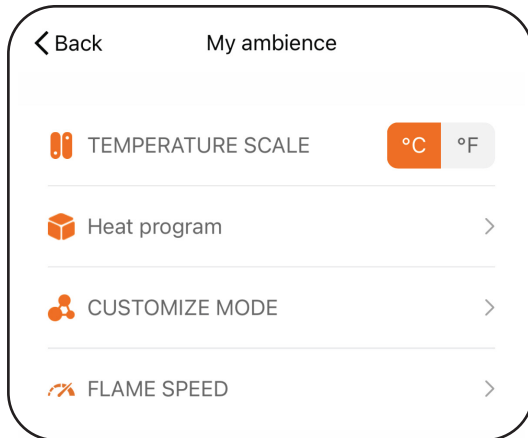 Back My ambience
TEMPERATURE SCALE °C °F
Heat program
CUSTOMIZE MODE
FLAME SPEED